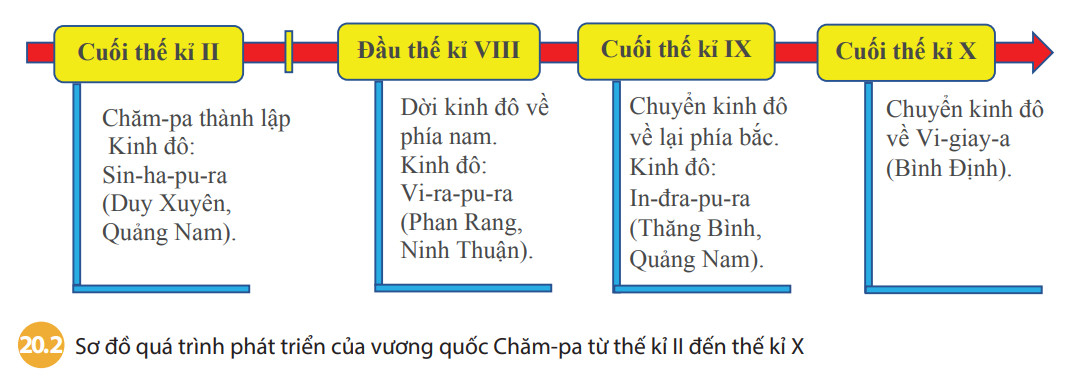 Cuối thế kỉ II
Đầu thế kỉ VIII
Cuối thế kỉ IX
Cuối thế kỉ X
Chăm-pa thành lập
Kinh đô:
Sin-ha-pu-ra
(Duy Xuyên,
Quảng Nam).
Dời kinh đô về
phía nam.
Kinh đô:
Vi-ra-pu-ra
(Phan Rang,
Ninh Thuận).
Chuyển kinh đô
về lại phía bắc.
Kinh đô:
In-đra-pu-ra
(Thăng Bình,
Quảng Nam).
Chuyển kinh đô
về Vi-giay-a
(Bình Định).
20.2 Sơ đồ quá trình phát triển của vương quốc Chăm-pa từ thế kỉ II đến thế kỉ X